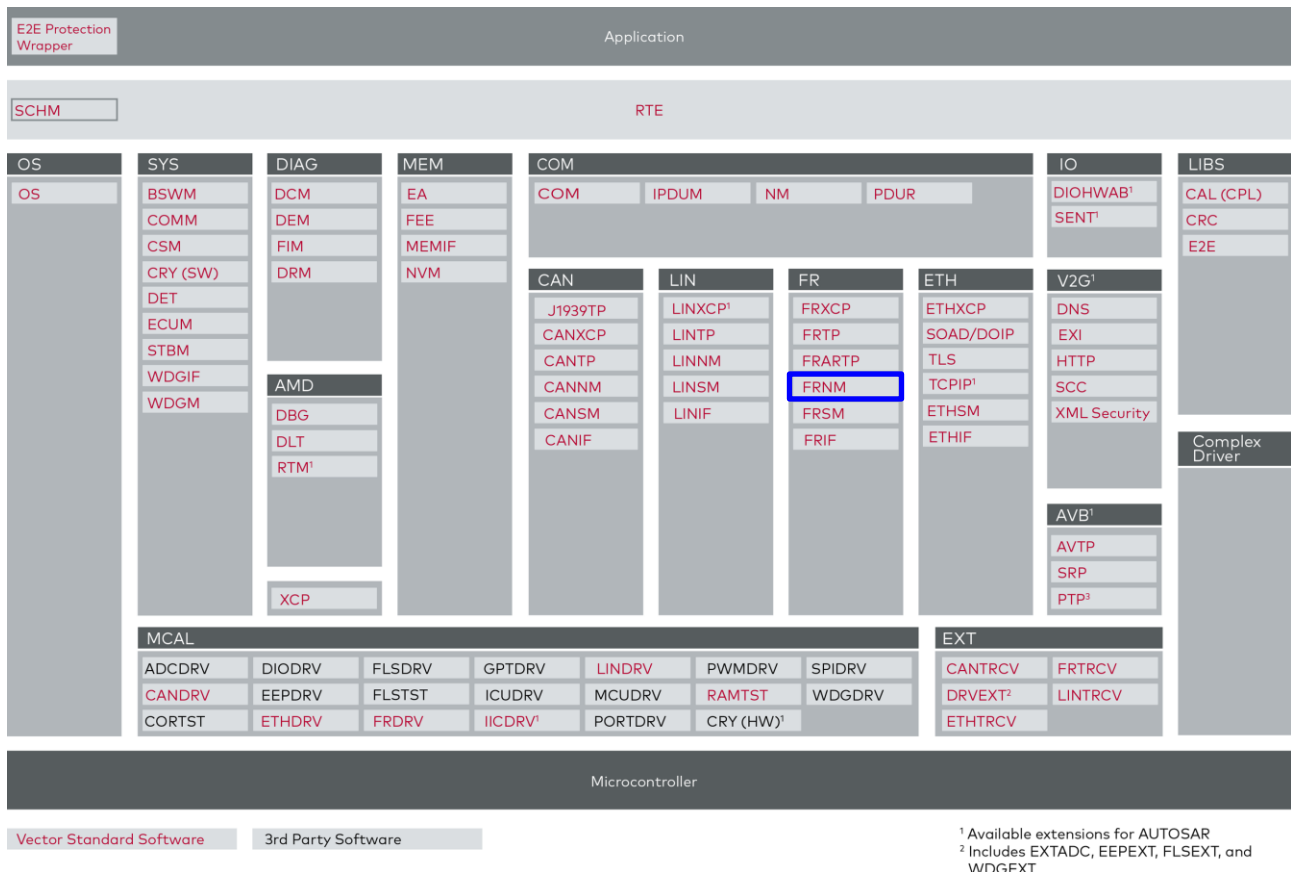 E2E Protection
Wrapper
Application
SCHM
RTE
OS
OS
SYS
BSWM
COMM
CSM
CRY (SW)
DET
ECUM
STBM
WDGIF
WDGM
DIAG
DCM
DEM
FIM
DRM
AMD
DBG
DLT
RTM¹
XCP
MEM
EA
FEE
MEMIF
NVM
COM
COM IPDUM NM PDUR
CAN
J1939TP
CANXCP
CANTP
CANNM
CANSM
CANIF
LIN
LINXCP¹
LINTP
LINNM
LINSM
LINIF
FR
FRXCP
FRTP
FRARTP
FRNM
FRSM
FRIF
ETH
ETHXCP
SOAD/DOIP
TLS
TCPIP¹
ETHSM
ETHIF
IO
DIOHWAB¹
SENT¹
V2G¹
DNS
EXI
HTTP
SCC
XML Security
AVB¹
AVTP
SRP
PTP³
LIBS
CAL (CPL)
CRC
E2E
Complex
Driver
MCAL
ADCDRV DIODRV FLSDRV GPTDRV LINDRV PWMDRV SPIDRV
CANDRV EEPDRV FLSTST ICUDRV MCUDRV RAMTST WDGDRV
CORTST ETHDRV FRDRV IICDRV¹ PORTDRV CRY (HW)¹
EXT
CANTRCV FRTRCV
DRVEXT² LINTRCV
ETHTRCV
Microcontroller
Vector Standard Software 3rd Party Software
¹ Available extensions for AUTOSAR
² Includes EXTADC, EEPEXT, FLSEXT, and
WDGEXT